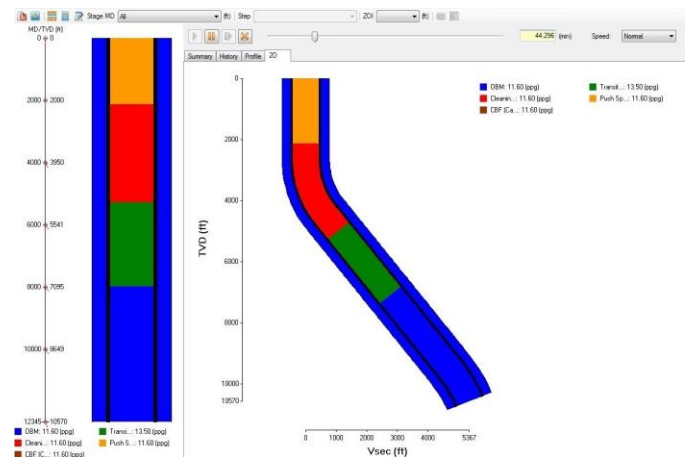 Stage MD All (ft) Step (ft) ZOI (ft)
MD/TVD (ft)
44.296 (min) Speed: Normal
Summary History Profile 2D
0 0
2000 2000
4000 3950
6000 5541
8000 7095
10000 8649
12345 10570
OBM: 11.60 (ppg) Transi...: 13.50 (ppg)
Cleani...: 11.60 (ppg) Push S...: 11.60 (ppg)
CBF (C...: 11.60 (ppg)
OBM: 11.60 (ppg) Transit...: 13.50 (ppg)
Cleanin...: 11.60 (ppg) Push Sp...: 11.60 (ppg)
CBF (Ca...: 11.60 (ppg)
TVD (ft)
0
2000
4000
6000
8000
10000
10570
0 1000 2000 3000 4000 5367
Vsec (ft)